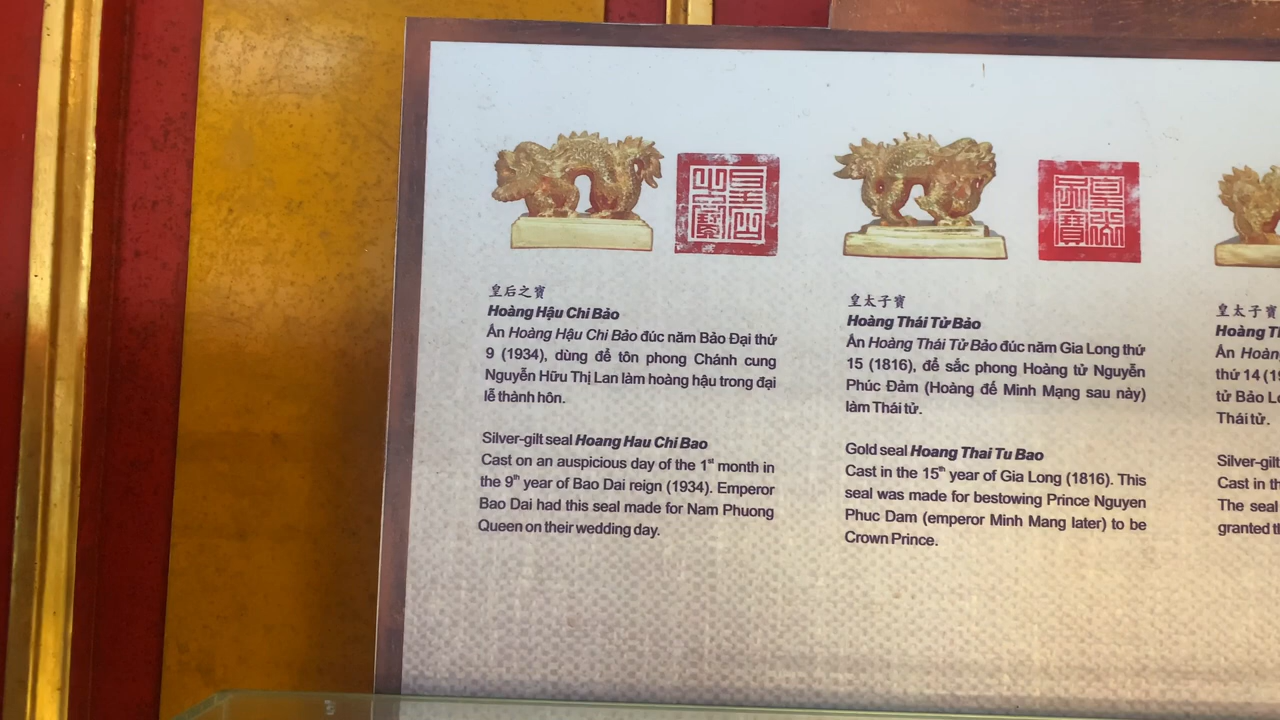 皇后之寶
Hoàng Hậu Chi Bảo
Ấn Hoàng Hậu Chi Bảo đúc năm Bảo Đại thứ
9 (1934), dùng để tôn phong Chánh cung
Nguyễn Hữu Thị Lan làm hoàng hậu trong đại
lễ thành hôn.
Silver-gilt seal Hoang Hau Chi Bao
Cast on an auspicious day of the 1st month in
the 9th year of Bao Dai reign (1934). Emperor
Bao Dai had this seal made for Nam Phuong
Queen on their wedding day.
皇太子寶
Hoàng Thái Tử Bảo
Ấn Hoàng Thái Tử Bảo đúc năm Gia Long thứ
15 (1816), để sắc phong Hoàng tử Nguyễn
Phúc Đảm (Hoàng đế Minh Mạng sau này)
làm Thái tử.
Gold seal Hoang Thai Tu Bao
Cast in the 15th year of Gia Long (1816). This
seal was made for bestowing Prince Nguyen
Phuc Dam (emperor Minh Mang later) to be
Crown Prince.
皇太子寶
Hoàng
Ấn Hoàn
thứ 14 (19
tử Bảo
Thái tử.
Silver-gilt
Cast in th
The seal
granted